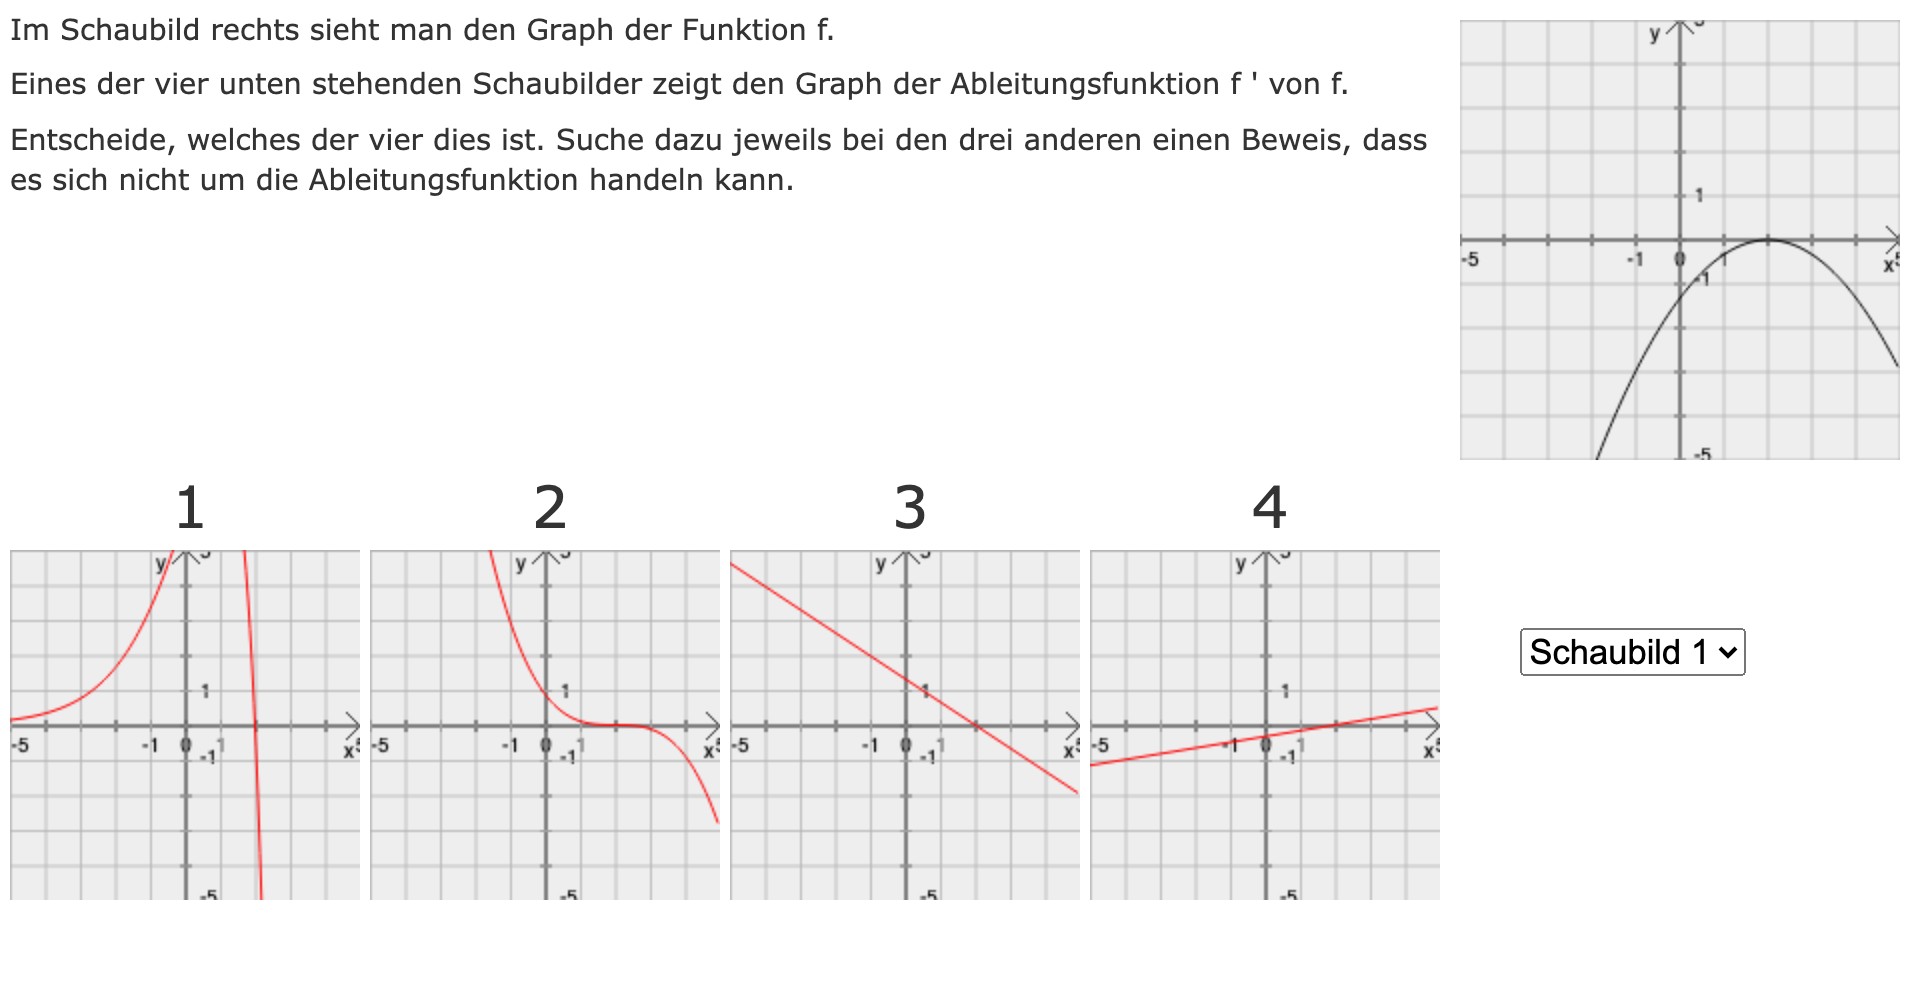 Im Schaubild rechts sieht man den Graph der Funktion f.
Eines der vier unten stehenden Schaubilder zeigt den Graph der Ableitungsfunktion f ' von f.
Entscheide, welches der vier dies ist. Suche dazu jeweils bei den drei anderen einen Beweis, dass
es sich nicht um die Ableitungsfunktion handeln kann.
y
1
-5 -1 0 1 x
-1
-5
1 2 3 4
y y y y
1 1 1 1
-5 -1 0 1 x -5 -1 0 1 x -5 -1 0 1 x -5 -1 0 1 x
-1 -1 -1 -1
-5 -5 -5 -5
Schaubild 1